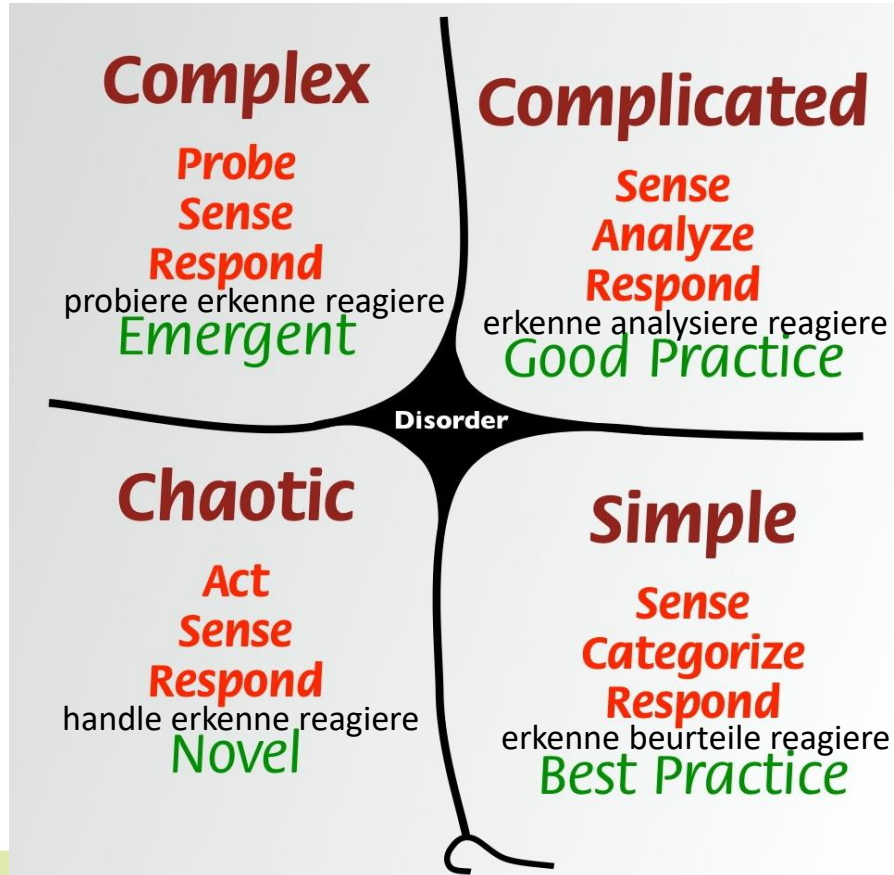 Complex
Probe
Sense
Respond
probiere erkenne reagiere
Emergent
Complicated
Sense
Analyze
Respond
erkenne analysiere reagiere
Good Practice
Disorder
Chaotic
Act
Sense
Respond
handle erkenne reagiere
Novel
Simple
Sense
Categorize
Respond
erkenne beurteile reagiere
Best Practice